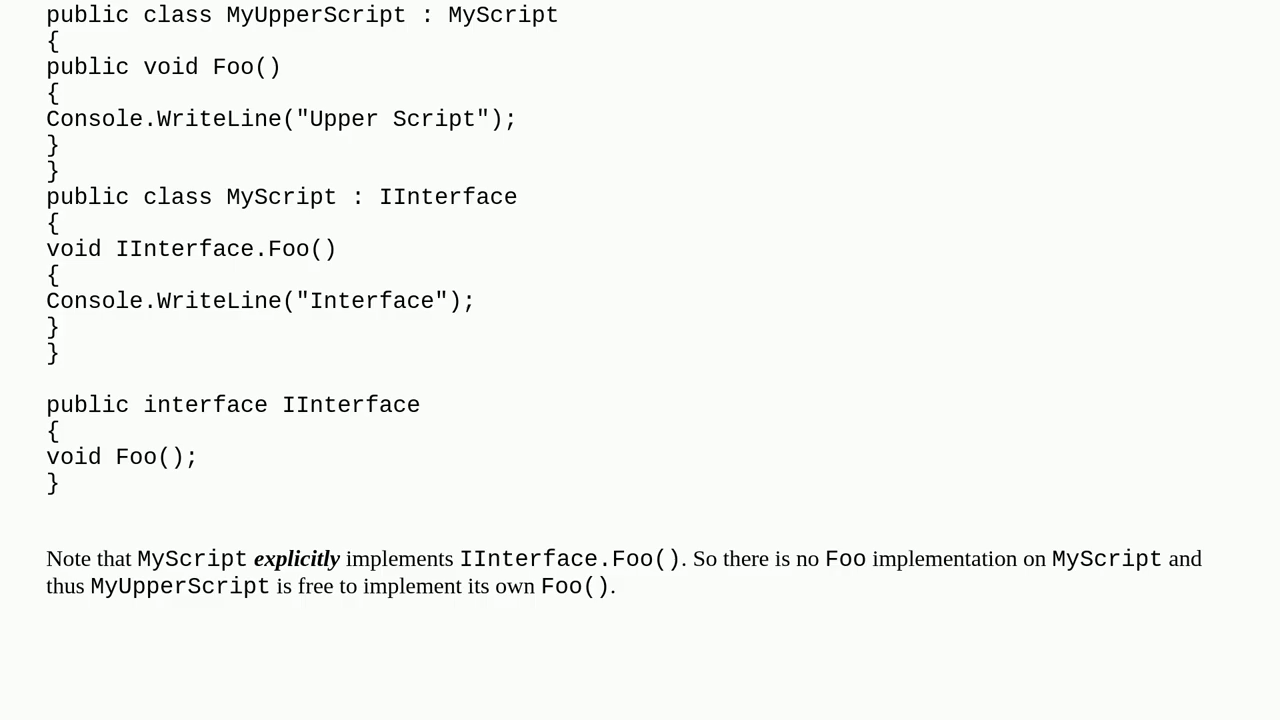 public class MyUpperScript : MyScript
{
public void Foo()
{
Console.WriteLine("Upper Script");
}
}
public class MyScript : IInterface
{
void IInterface.Foo()
{
Console.WriteLine("Interface");
}
}
public interface IInterface
{
void Foo();
}
Note that MyScript explicitly implements IInterface.Foo(). So there is no Foo implementation on MyScript and
thus MyUpperScript is free to implement its own Foo().